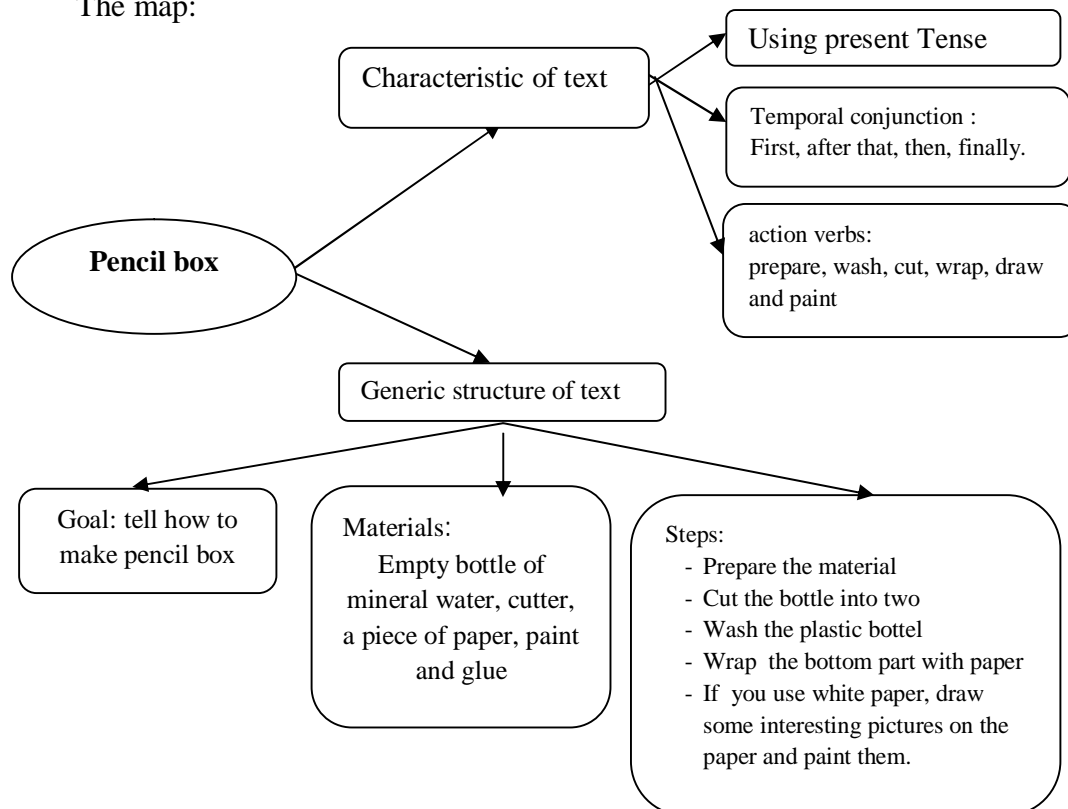 The map:
Characteristic of text
Using present Tense
Temporal conjunction :
First, after that, then, finally.
action verbs:
prepare, wash, cut, wrap, draw
and paint
Pencil box
Generic structure of text
Goal: tell how to
make pencil box
Materials:
Empty bottle of
mineral water, cutter,
a piece of paper, paint
and glue
Steps:
- Prepare the material
- Cut the bottle into two
- Wash the plastic bottel
- Wrap the bottom part with paper
- If you use white paper, draw
some interesting pictures on the
paper and paint them.